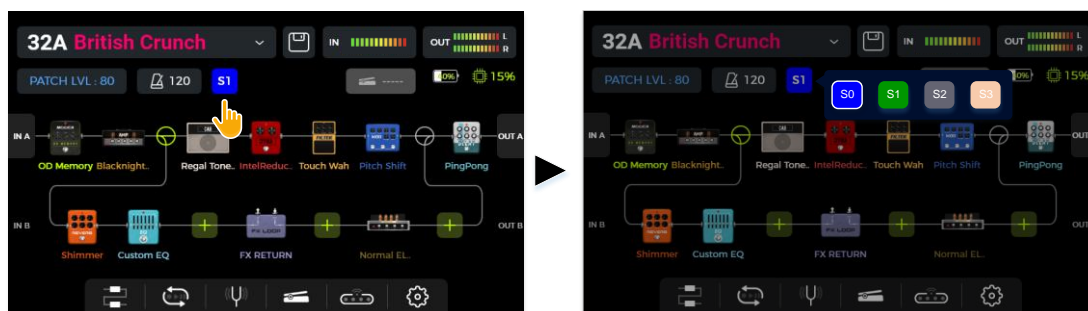 32A British Crunch IN OUT L R
PATCH LVL : 80 120 S1 ----- 15%
IN A OUT A
OD Memory Blacknight.. Regal Tone.. IntelReduc.. Touch Wah Pitch Shift PingPong
IN B OUT B
Shimmer Custom EQ FX RETURN Normal EL..
32A British Crunch IN OUT L R
PATCH LVL : 80 120 S1 S0 S1 S2 S3 0% 15%
IN A OUT
OD Memory Blacknight.. Regal Tone.. IntelReduc.. Touch Wah Pitch Shift PingPong
IN B OUT
Shimmer Custom EQ FX RETURN Normal EL..